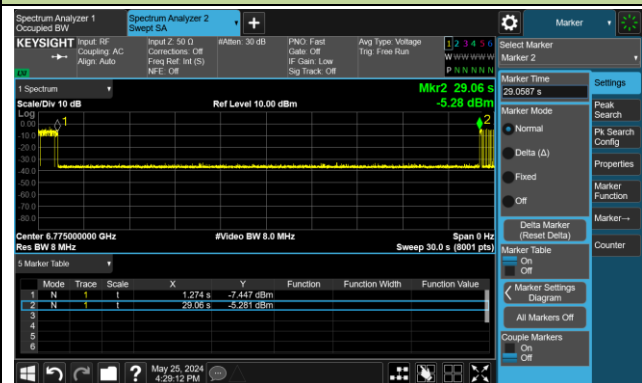 Spectrum Analyzer 1
Occupied BW
Spectrum Analyzer 2
Swept SA
Marker
KEYSIGHT
Input: RF
Coupling: AC
Align: Auto
Input Z: 50 Ω
Corrections: Off
Freq Ref: Int (S)
NFE: Off
#Atten: 30 dB
PNO: Fast
Gate: Off
IF Gain: Low
Sig Track: Off
Avg Type: Voltage
Trig: Free Run
1 2 3 4 5 6
W W W W W W
P N N N N N
LXI
Select Marker
Marker 2
1 Spectrum
Scale/Div 10 dB
Ref Level 10.00 dBm
Mkr2 29.06 s
-5.28 dBm
Log
0.00
-10.0
-20.0
-30.0
-40.0
-50.0
-60.0
-70.0
-80.0
1
2
Center 6.775000000 GHz
Res BW 8 MHz
#Video BW 8.0 MHz
Span 0 Hz
Sweep 30.0 s (8001 pts)
5 Marker Table
Mode Trace Scale X Y Function Function Width Function Value
1 N 1 t 1.274 s -7.447 dBm
2 N 1 t 29.06 s -5.281 dBm
3
4
5
6
Marker Time
29.0587 s
Marker Mode
Normal
Delta (Δ)
Fixed
Off
Delta Marker
(Reset Delta)
Marker Table
On
Off
Marker Settings
Diagram
All Markers Off
Couple Markers
On
Off
Settings
Peak
Search
Pk Search
Config
Properties
Marker
Function
Marker→
Counter
?
May 25, 2024
4:29:12 PM